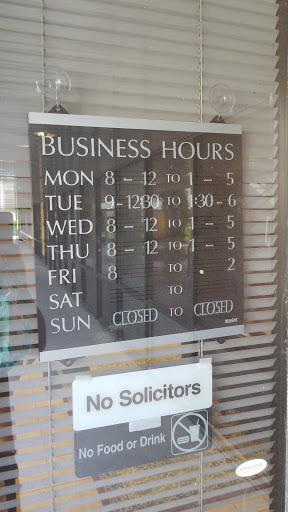 BUSINESS HOURS
MON 8 - 12 TO 1 - 5
TUE 9-12:30 TO 1:30-6
WED 8 - 12 TO 1 - 5
THU 8 - 12 TO 1 - 5
FRI 8 TO 2
SAT TO
SUN CLOSED TO CLOSED
No Solicitors
No Food or Drink